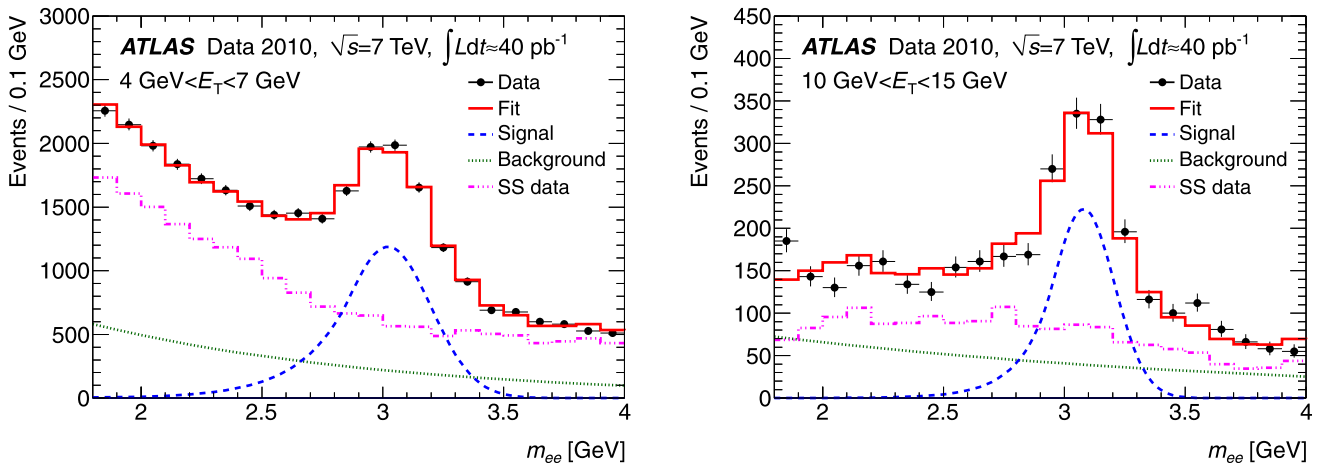 Events / 0.1 GeV
3000
2500
2000
1500
1000
500
0
ATLAS Data 2010, √s=7 TeV, ∫Ldt≈40 pb⁻¹
4 GeV<E_T<7 GeV
Data
Fit
Signal
Background
SS data
2 2.5 3 3.5 4
m_ee [GeV]
Events / 0.1 GeV
450
400
350
300
250
200
150
100
50
0
ATLAS Data 2010, √s=7 TeV, ∫Ldt≈40 pb⁻¹
10 GeV<E_T<15 GeV
Data
Fit
Signal
Background
SS data
2 2.5 3 3.5 4
m_ee [GeV]